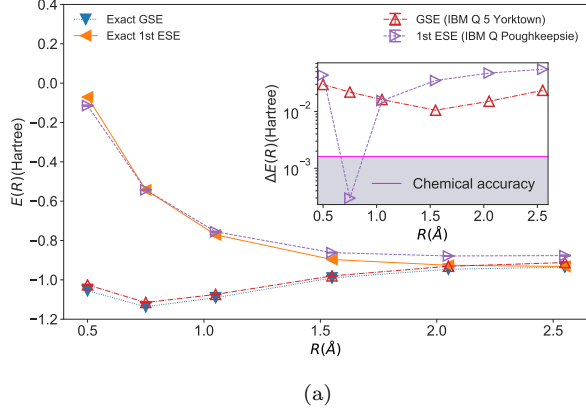 Exact GSE
Exact 1st ESE
GSE (IBM Q 5 Yorktown)
1st ESE (IBM Q Poughkeepsie)
0.4
0.2
0.0
−0.2
−0.4
−0.6
−0.8
−1.0
−1.2
E(R)(Hartree)
0.5
1.0
1.5
2.0
2.5
R(Å)
10⁻²
10⁻³
ΔE(R)(Hartree)
Chemical accuracy
0.5
1.0
1.5
2.0
2.5
R(Å)
(a)